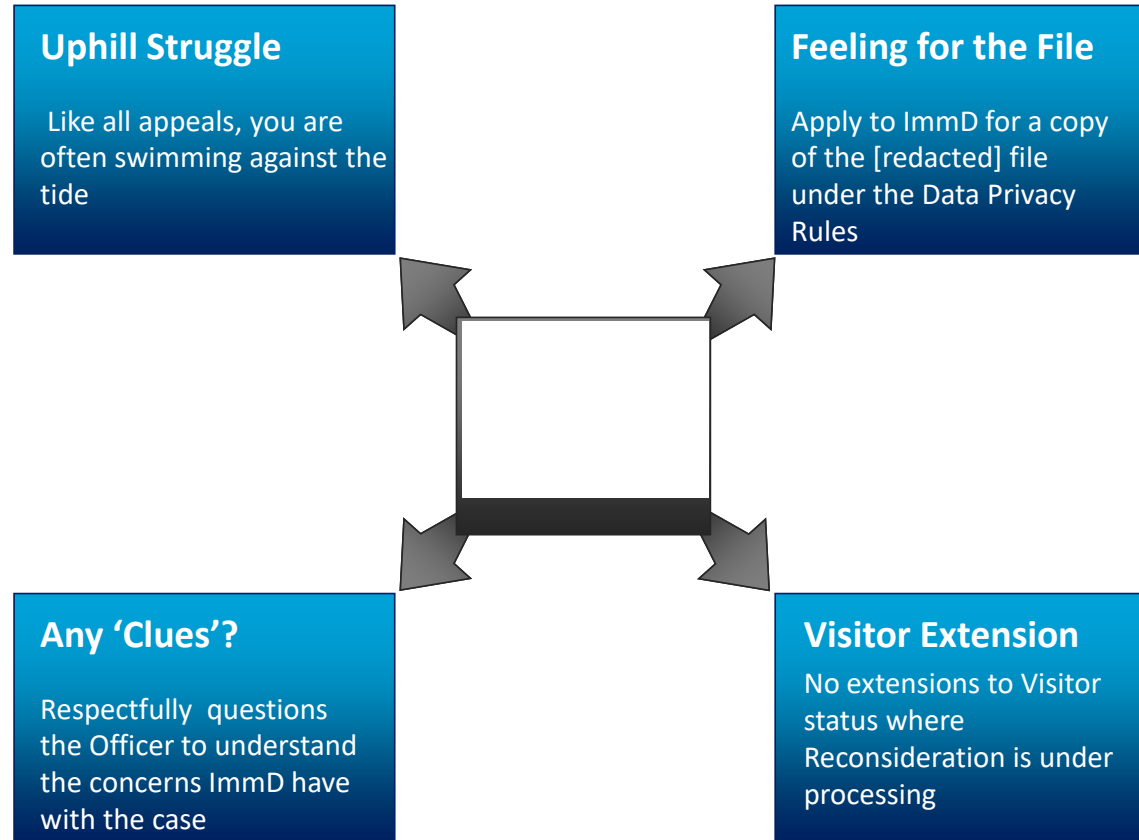 Uphill Struggle
Like all appeals, you are
often swimming against the
tide
Feeling for the File
Apply to ImmD for a copy
of the [redacted] file
under the Data Privacy
Rules
Any ‘Clues’?
Respectfully  questions
the Officer to understand
the concerns ImmD have
with the case
Visitor Extension
No extensions to Visitor
status where
Reconsideration is under
processing